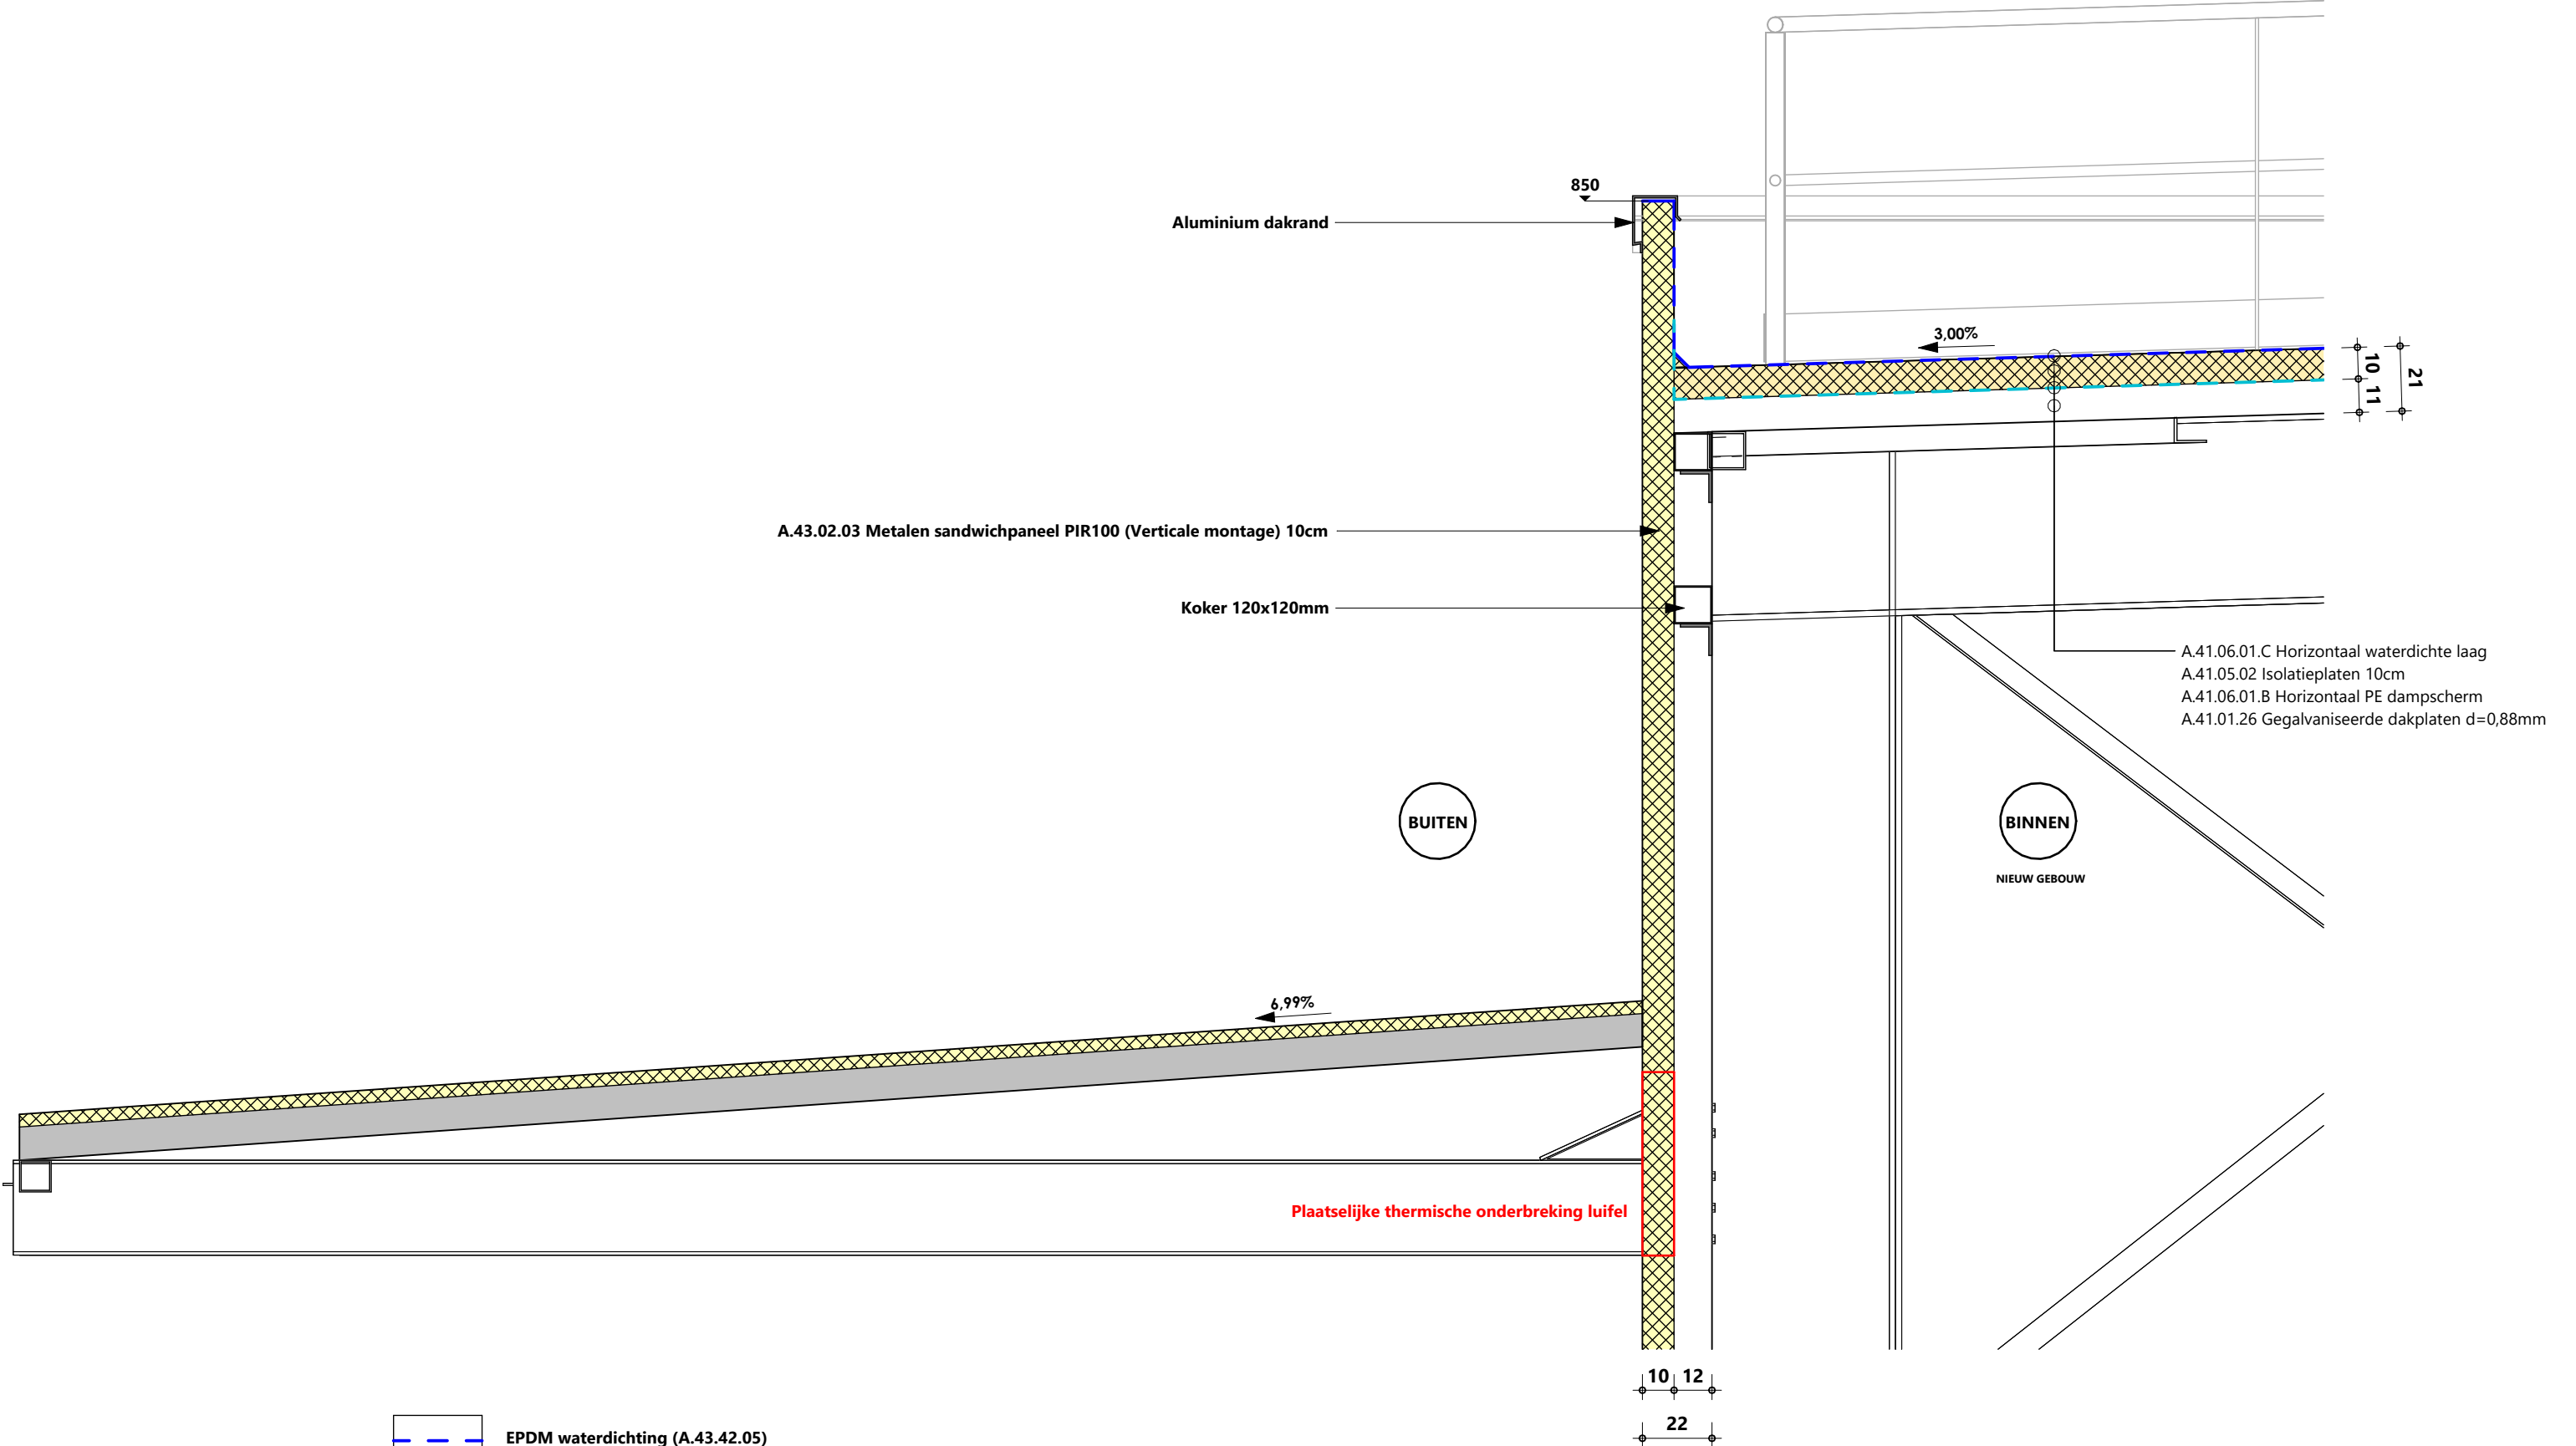 850
Aluminium dakrand
3,00%
10
11
21
A.43.02.03 Metalen sandwichpaneel PIR100 (Verticale montage) 10cm
Koker 120x120mm
A.41.06.01.C Horizontaal waterdichte laag
A.41.05.02 Isolatieplaten 10cm
A.41.06.01.B Horizontaal PE dampscherm
A.41.01.26 Gegalvaniseerde dakplaten d=0,88mm
BUITEN
BINNEN
NIEUW GEBOUW
6,99%
Plaatselijke thermische onderbreking luifel
10 12
22
EPDM waterdichting (A.43.42.05)